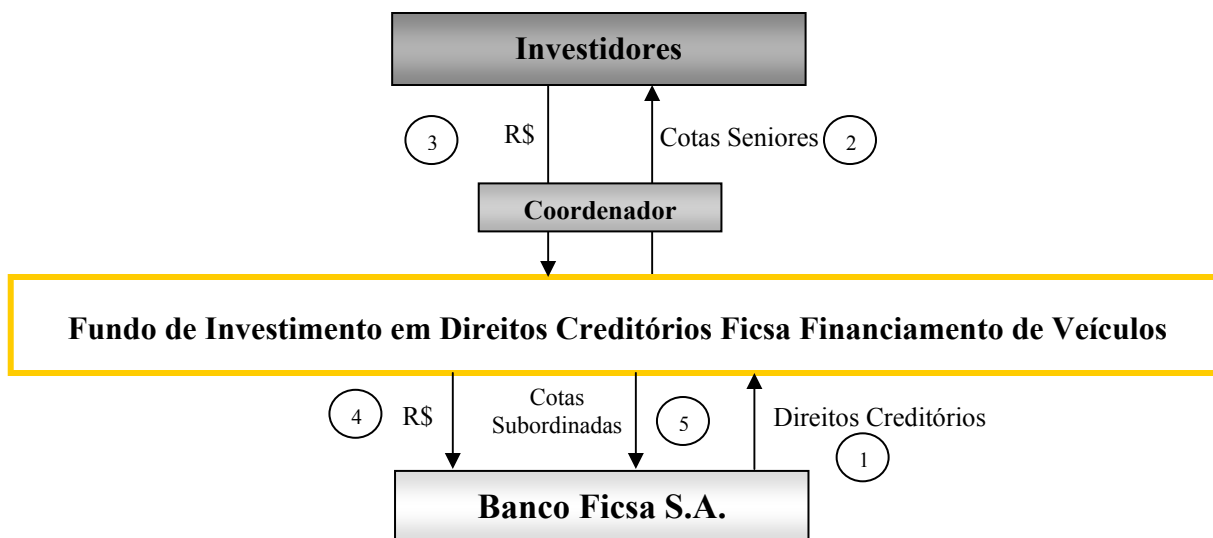 Investidores
3
R$
Cotas Seniores
2
Coordenador
Fundo de Investimento em Direitos Creditórios Ficsa Financiamento de Veículos
4
R$
Cotas
Subordinadas
5
Direitos Creditórios
1
Banco Ficsa S.A.